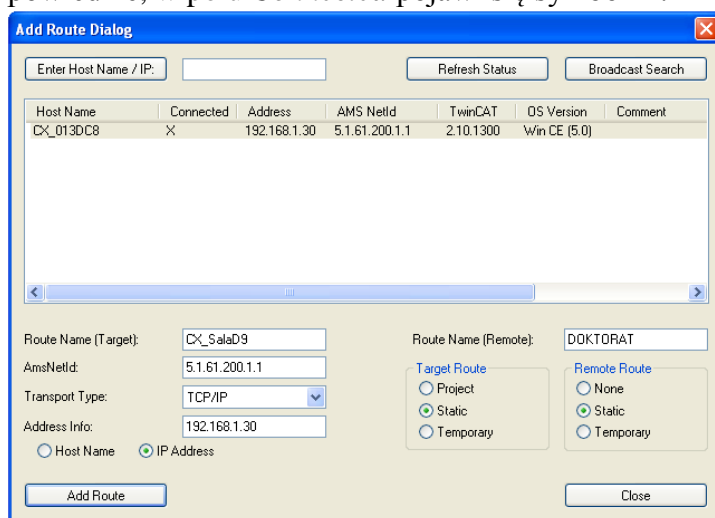 Add Route Dialog
Enter Host Name / IP: Refresh Status Broadcast Search
Host Name Connected Address AMS NetId TwinCAT OS Version Comment
CX_013DC8 X 192.168.1.30 5.1.61.200.1.1 2.10.1300 Win CE (5.0)
Route Name (Target): CX_SalaD9 Route Name (Remote): DOKTORAT
AmsNetId: 5.1.61.200.1.1 Target Route Remote Route
Project None
Transport Type: TCP/IP Static Static
Address Info: 192.168.1.30 Temporary Temporary
Host Name IP Address
Add Route Close